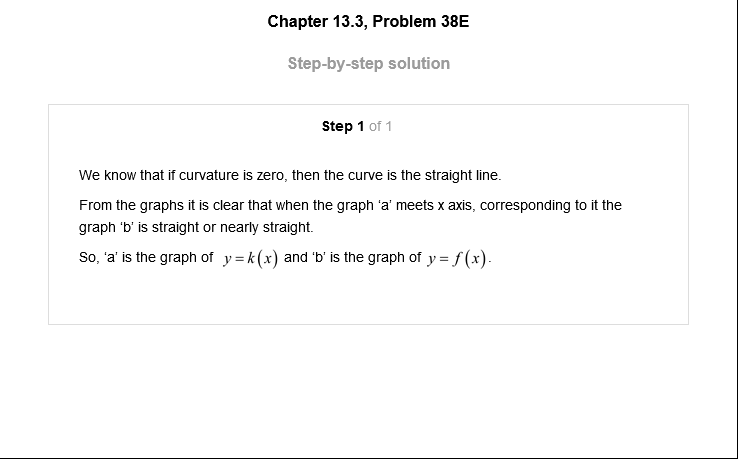 Chapter 13.3, Problem 38E
Step-by-step solution
Step 1 of 1
We know that if curvature is zero, then the curve is the straight line.
From the graphs it is clear that when the graph ‘a’ meets x axis, corresponding to it the
graph ‘b’ is straight or nearly straight.
So, ‘a’ is the graph of y = k(x) and ‘b’ is the graph of y = f(x).